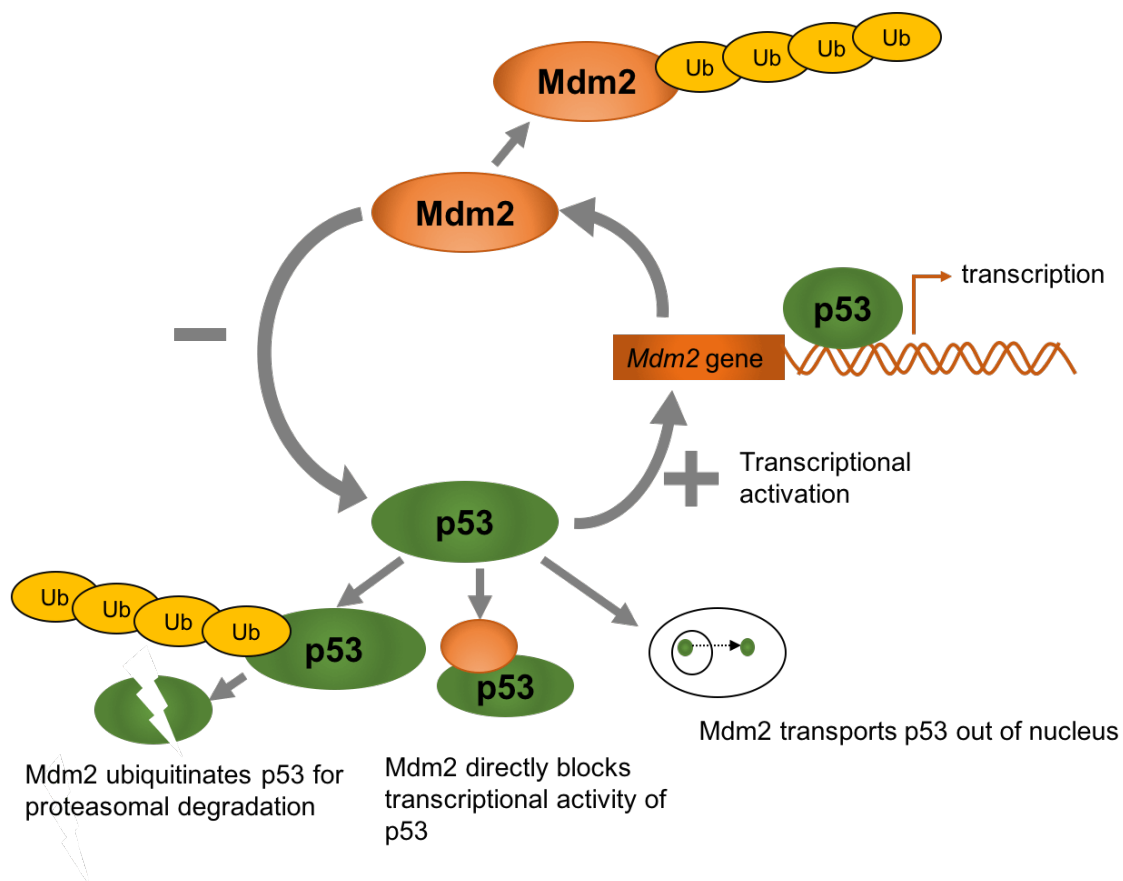 Mdm2
Ub
Ub
Ub
Ub
Mdm2
p53
transcription
Mdm2 gene
Transcriptional
activation
p53
Ub
Ub
Ub
Ub
p53
p53
Mdm2 transports p53 out of nucleus
Mdm2 ubiquitinates p53 for
proteasomal degradation
Mdm2 directly blocks
transcriptional activity of
p53